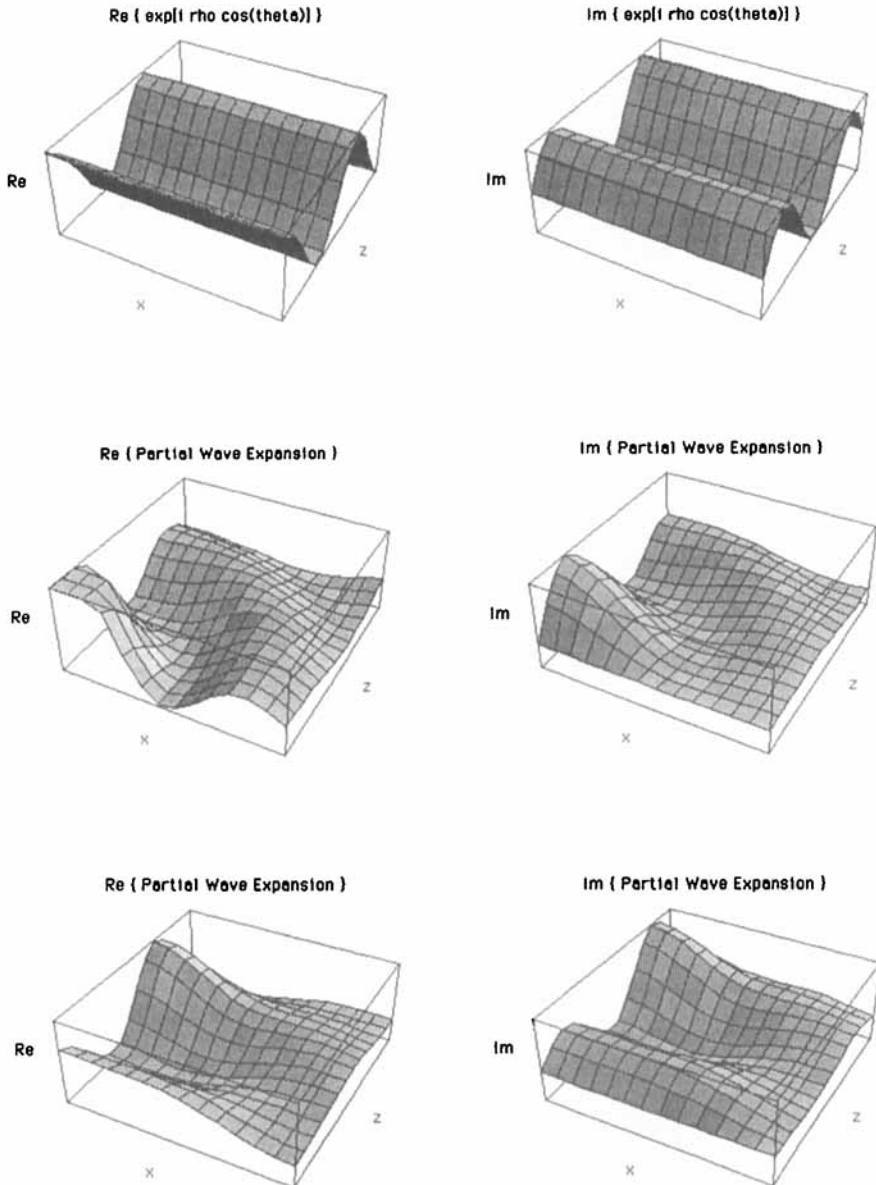 Re { exp[i rho cos(theta)] }
Im { exp[i rho cos(theta)] }
Re
x
z
Im
x
z
Re { Partial Wave Expansion }
Im { Partial Wave Expansion }
Re
x
z
Im
x
z
Re { Partial Wave Expansion }
Im { Partial Wave Expansion }
Re
x
z
Im
x
z